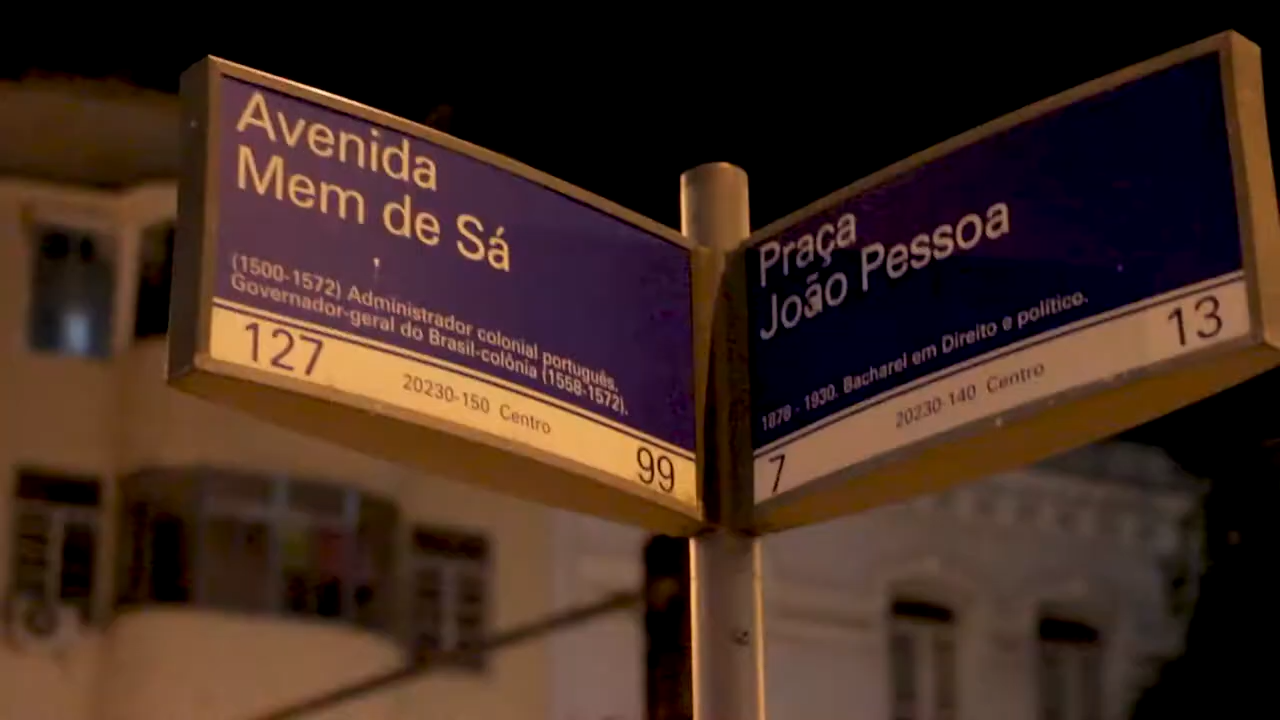 Avenida
Mem de Sá
(1500-1572) Administrador colonial português.
Governador-geral do Brasil-colônia (1558-1572).
127
20230-150 Centro
99
Praça
João Pessoa
1878 - 1930. Bacharel em Direito e político.
7
20230-140 Centro
13